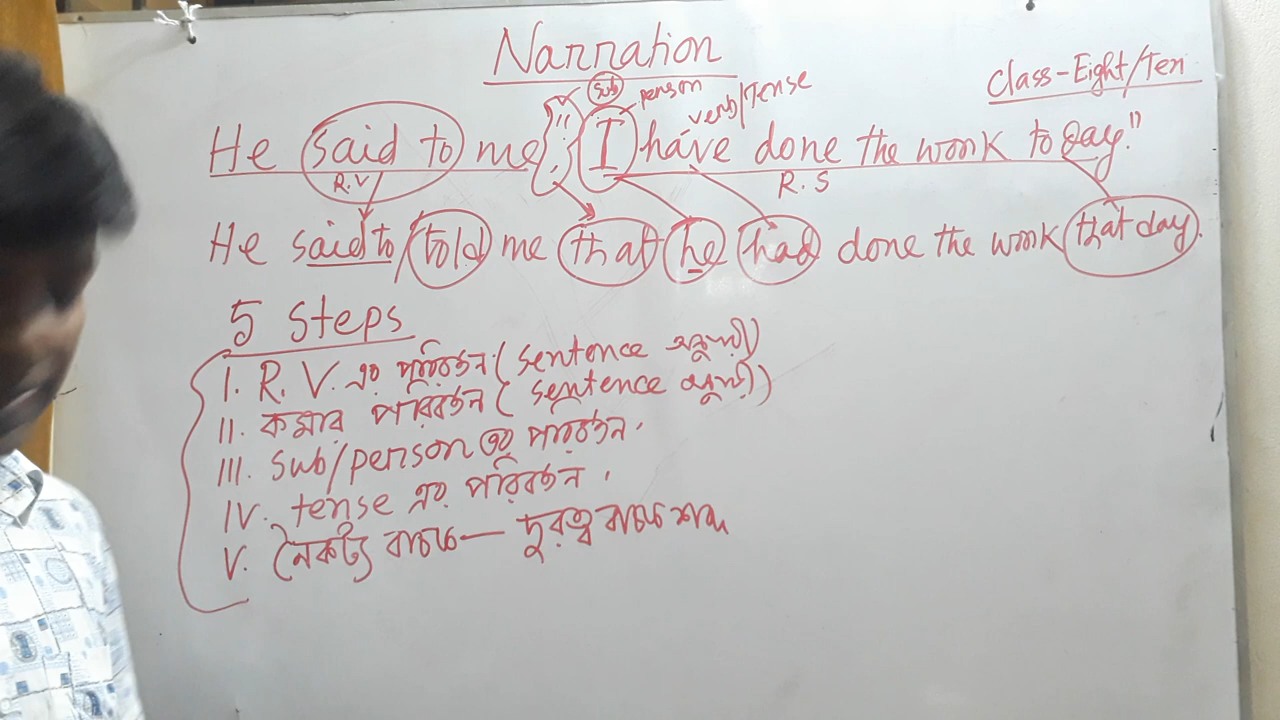 Narration
Class-Eight/Ten
Sub person verb/Tense
He said to me, "I have done the work to day."
R.V R.S
He said to/told me that he had done the work that day.
5 Steps
I. R. V. এর পরিবর্তন (sentence অনুযায়ী)
II. কমার পরিবর্তন (sentence অনুযায়ী)
III. Sub/person এর পরিবর্তন.
IV. tense এর পরিবর্তন.
V. নৈকট্য বাচক — দুরত্ব বাচক শব্দ